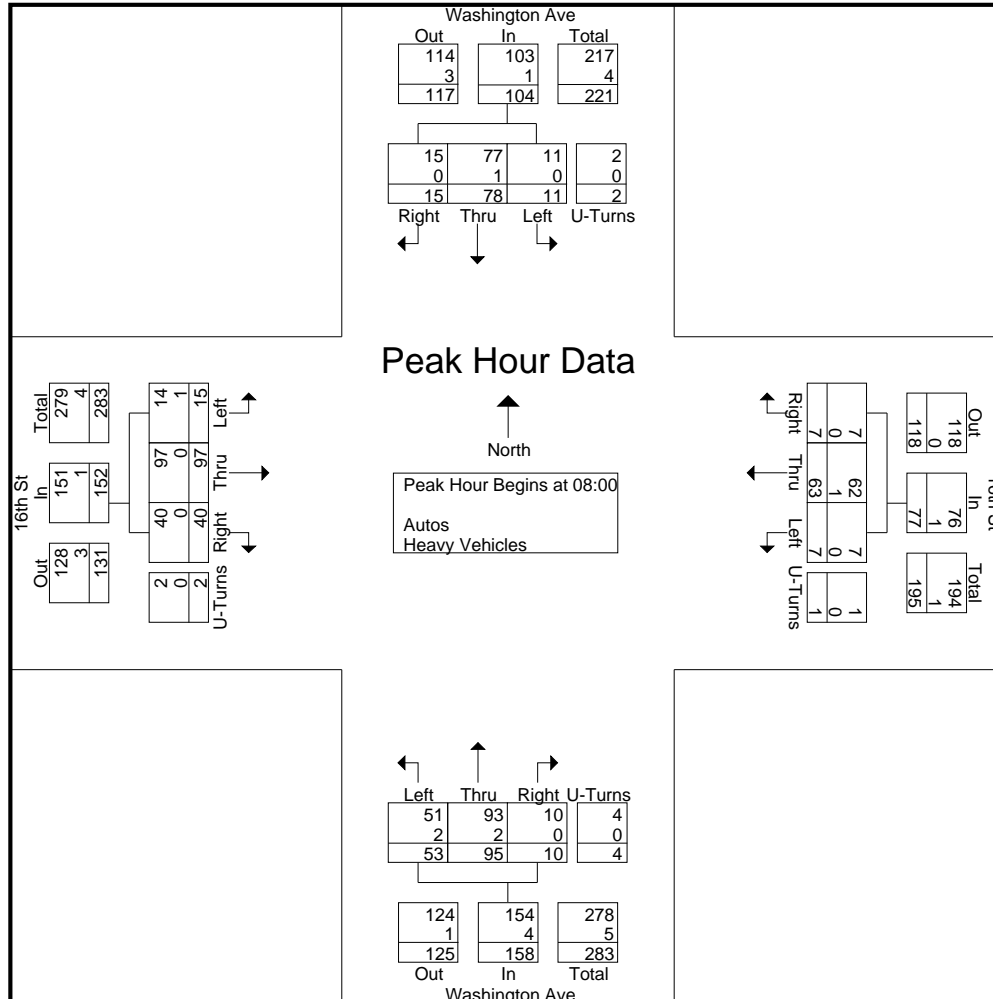 Washington Ave
Out In Total
114 103 217
3 1 4
117 104 221
15 77 11 2
0 1 0 0
15 78 11 2
Right Thru Left U-Turns
Peak Hour Data
North
Peak Hour Begins at 08:00
Autos
Heavy Vehicles
16th St
Total In Out
279 151 128
4 1 3
283 152 131
14 97 40 2
1 0 0 0
15 97 40 2
Left Thru Right U-Turns
Out In Total
118 76 194
0 1 1
118 77 195
7 62 7 1
0 1 0 0
7 63 7 1
Right Thru Left U-Turns
Left Thru Right U-Turns
51 93 10 4
2 2 0 0
53 95 10 4
124 154 278
1 4 5
125 158 283
Out In Total
Washington Ave